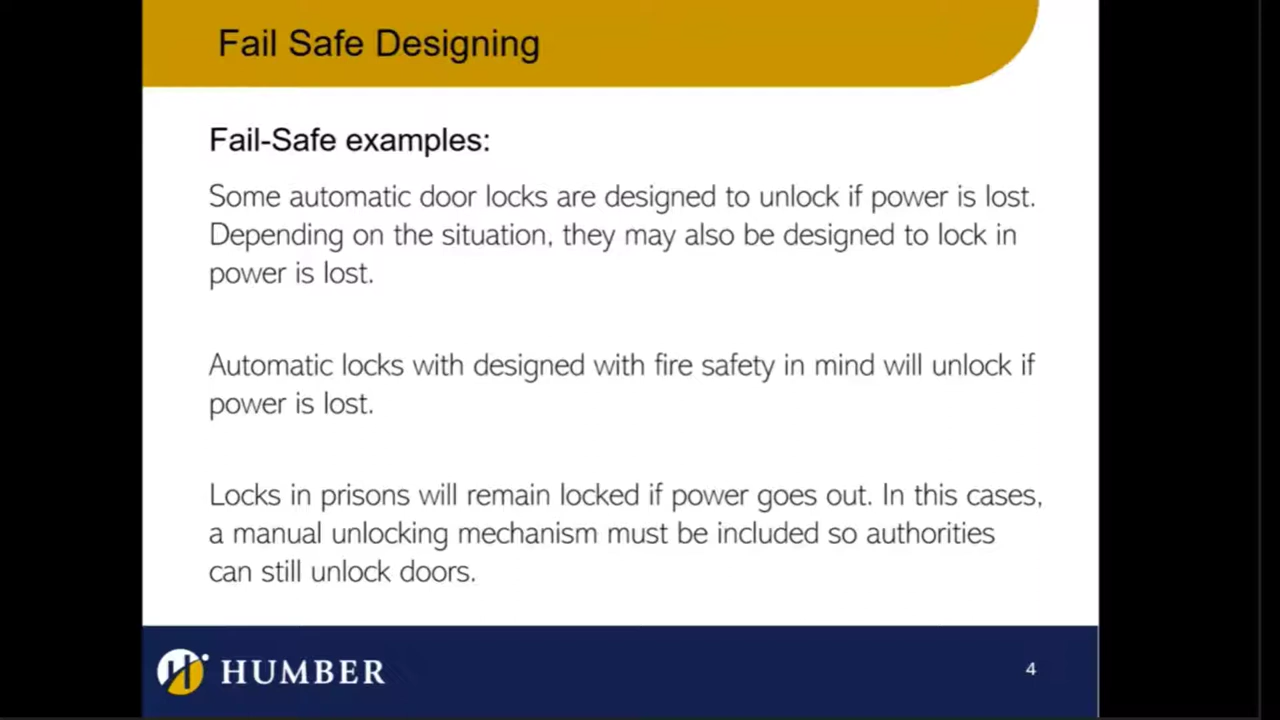 Fail Safe Designing
Fail-Safe examples:
Some automatic door locks are designed to unlock if power is lost.
Depending on the situation, they may also be designed to lock in
power is lost.
Automatic locks with designed with fire safety in mind will unlock if
power is lost.
Locks in prisons will remain locked if power goes out. In this cases,
a manual unlocking mechanism must be included so authorities
can still unlock doors.
HUMBER
4